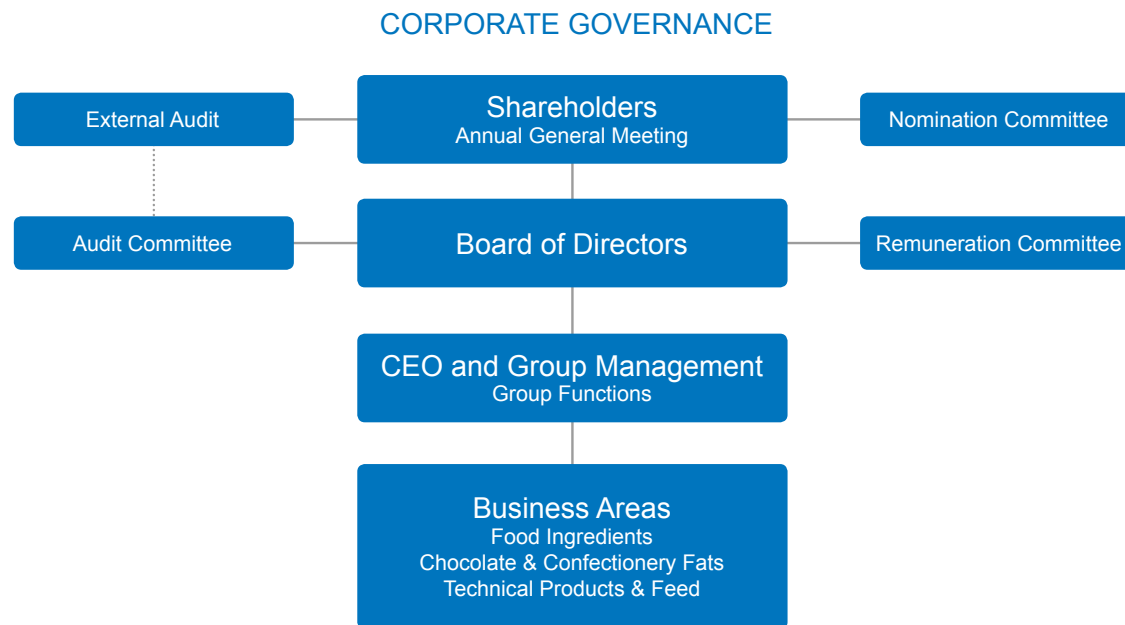 CORPORATE GOVERNANCE
External Audit
Shareholders
Annual General Meeting
Nomination Committee
Audit Committee
Board of Directors
Remuneration Committee
CEO and Group Management
Group Functions
Business Areas
Food Ingredients
Chocolate & Confectionery Fats
Technical Products & Feed